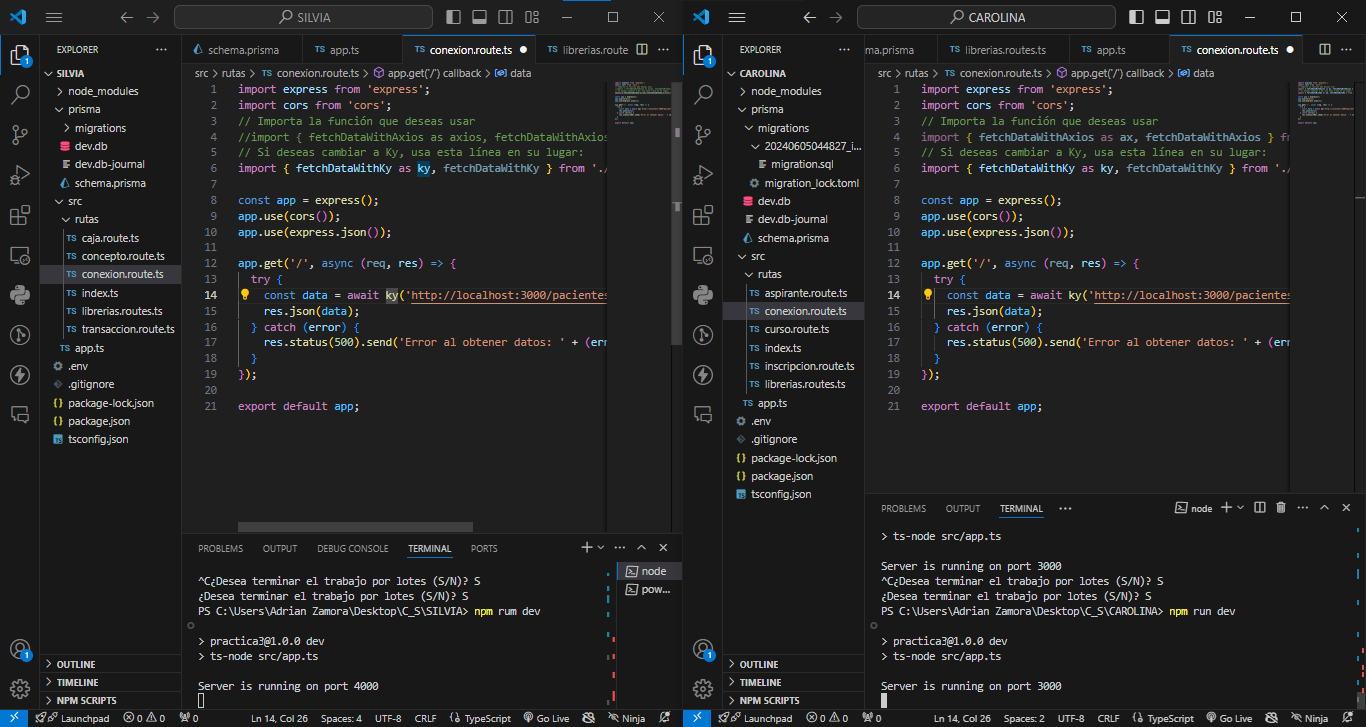 SILVIA
EXPLORER
SILVIA
node_modules
prisma
migrations
dev.db
dev.db-journal
schema.prisma
src
rutas
TS caja.route.ts
TS concepto.route.ts
TS conexion.route.ts
TS index.ts
TS librerias.routes.ts
TS transaccion.route.ts
TS app.ts
.env
.gitignore
package-lock.json
package.json
tsconfig.json
OUTLINE
TIMELINE
NPM SCRIPTS
schema.prisma TS app.ts TS conexion.route.ts TS librerias.route
src > rutas > TS conexion.route.ts > app.get('/') callback > data
1 import express from 'express';
2 import cors from 'cors';
3 // Importa la función que deseas usar
4 //import { fetchDataWithAxios as axios, fetchDataWithAxios
5 // Si deseas cambiar a Ky, usa esta línea en su lugar:
6 import { fetchDataWithKy as ky, fetchDataWithKy } from './
7
8 const app = express();
9 app.use(cors());
10 app.use(express.json());
11
12 app.get('/', async (req, res) => {
13 try {
14 const data = await ky('http://localhost:3000/pacientes
15 res.json(data);
16 } catch (error) {
17 res.status(500).send('Error al obtener datos: ' + (err
18 }
19 });
20
21 export default app;
PROBLEMS OUTPUT DEBUG CONSOLE TERMINAL PORTS
^C¿Desea terminar el trabajo por lotes (S/N)? S
¿Desea terminar el trabajo por lotes (S/N)? S
PS C:\Users\Adrian Zamora\Desktop\C_S\SILVIA> npm rum dev
> practica3@1.0.0 dev
> ts-node src/app.ts
Server is running on port 4000
node
pow...
Launchpad 0 0 0 Ln 14, Col 26 Spaces: 4 UTF-8 CRLF TypeScript Go Live Ninja
CAROLINA
EXPLORER
CAROLINA
node_modules
prisma
migrations
20240605044827_i...
migration.sql
migration_lock.toml
dev.db
dev.db-journal
schema.prisma
src
rutas
TS aspirante.route.ts
TS conexion.route.ts
TS curso.route.ts
TS index.ts
TS inscripcion.route.ts
TS librerias.routes.ts
TS app.ts
.env
.gitignore
package-lock.json
package.json
tsconfig.json
OUTLINE
TIMELINE
NPM SCRIPTS
ma.prisma TS librerias.routes.ts TS app.ts TS conexion.route.ts
src > rutas > TS conexion.route.ts > app.get('/') callback > data
1 import express from 'express';
2 import cors from 'cors';
3 // Importa la función que deseas usar
4 import { fetchDataWithAxios as ax, fetchDataWithAxios } fr
5 // Si deseas cambiar a Ky, usa esta línea en su lugar:
6 import { fetchDataWithKy as ky, fetchDataWithKy } from './
7
8 const app = express();
9 app.use(cors());
10 app.use(express.json());
11
12 app.get('/', async (req, res) => {
13 try {
14 const data = await ky('http://localhost:3000/pacientes
15 res.json(data);
16 } catch (error) {
17 res.status(500).send('Error al obtener datos: ' + (err
18 }
19 });
20
21 export default app;
PROBLEMS OUTPUT TERMINAL node
> ts-node src/app.ts
Server is running on port 3000
^C¿Desea terminar el trabajo por lotes (S/N)? S
¿Desea terminar el trabajo por lotes (S/N)? S
PS C:\Users\Adrian Zamora\Desktop\C_S\CAROLINA> npm run dev
> practica3@1.0.0 dev
> ts-node src/app.ts
Server is running on port 3000
Launchpad 0 0 0 Ln 14, Col 26 Spaces: 2 UTF-8 CRLF TypeScript Go Live Ninja